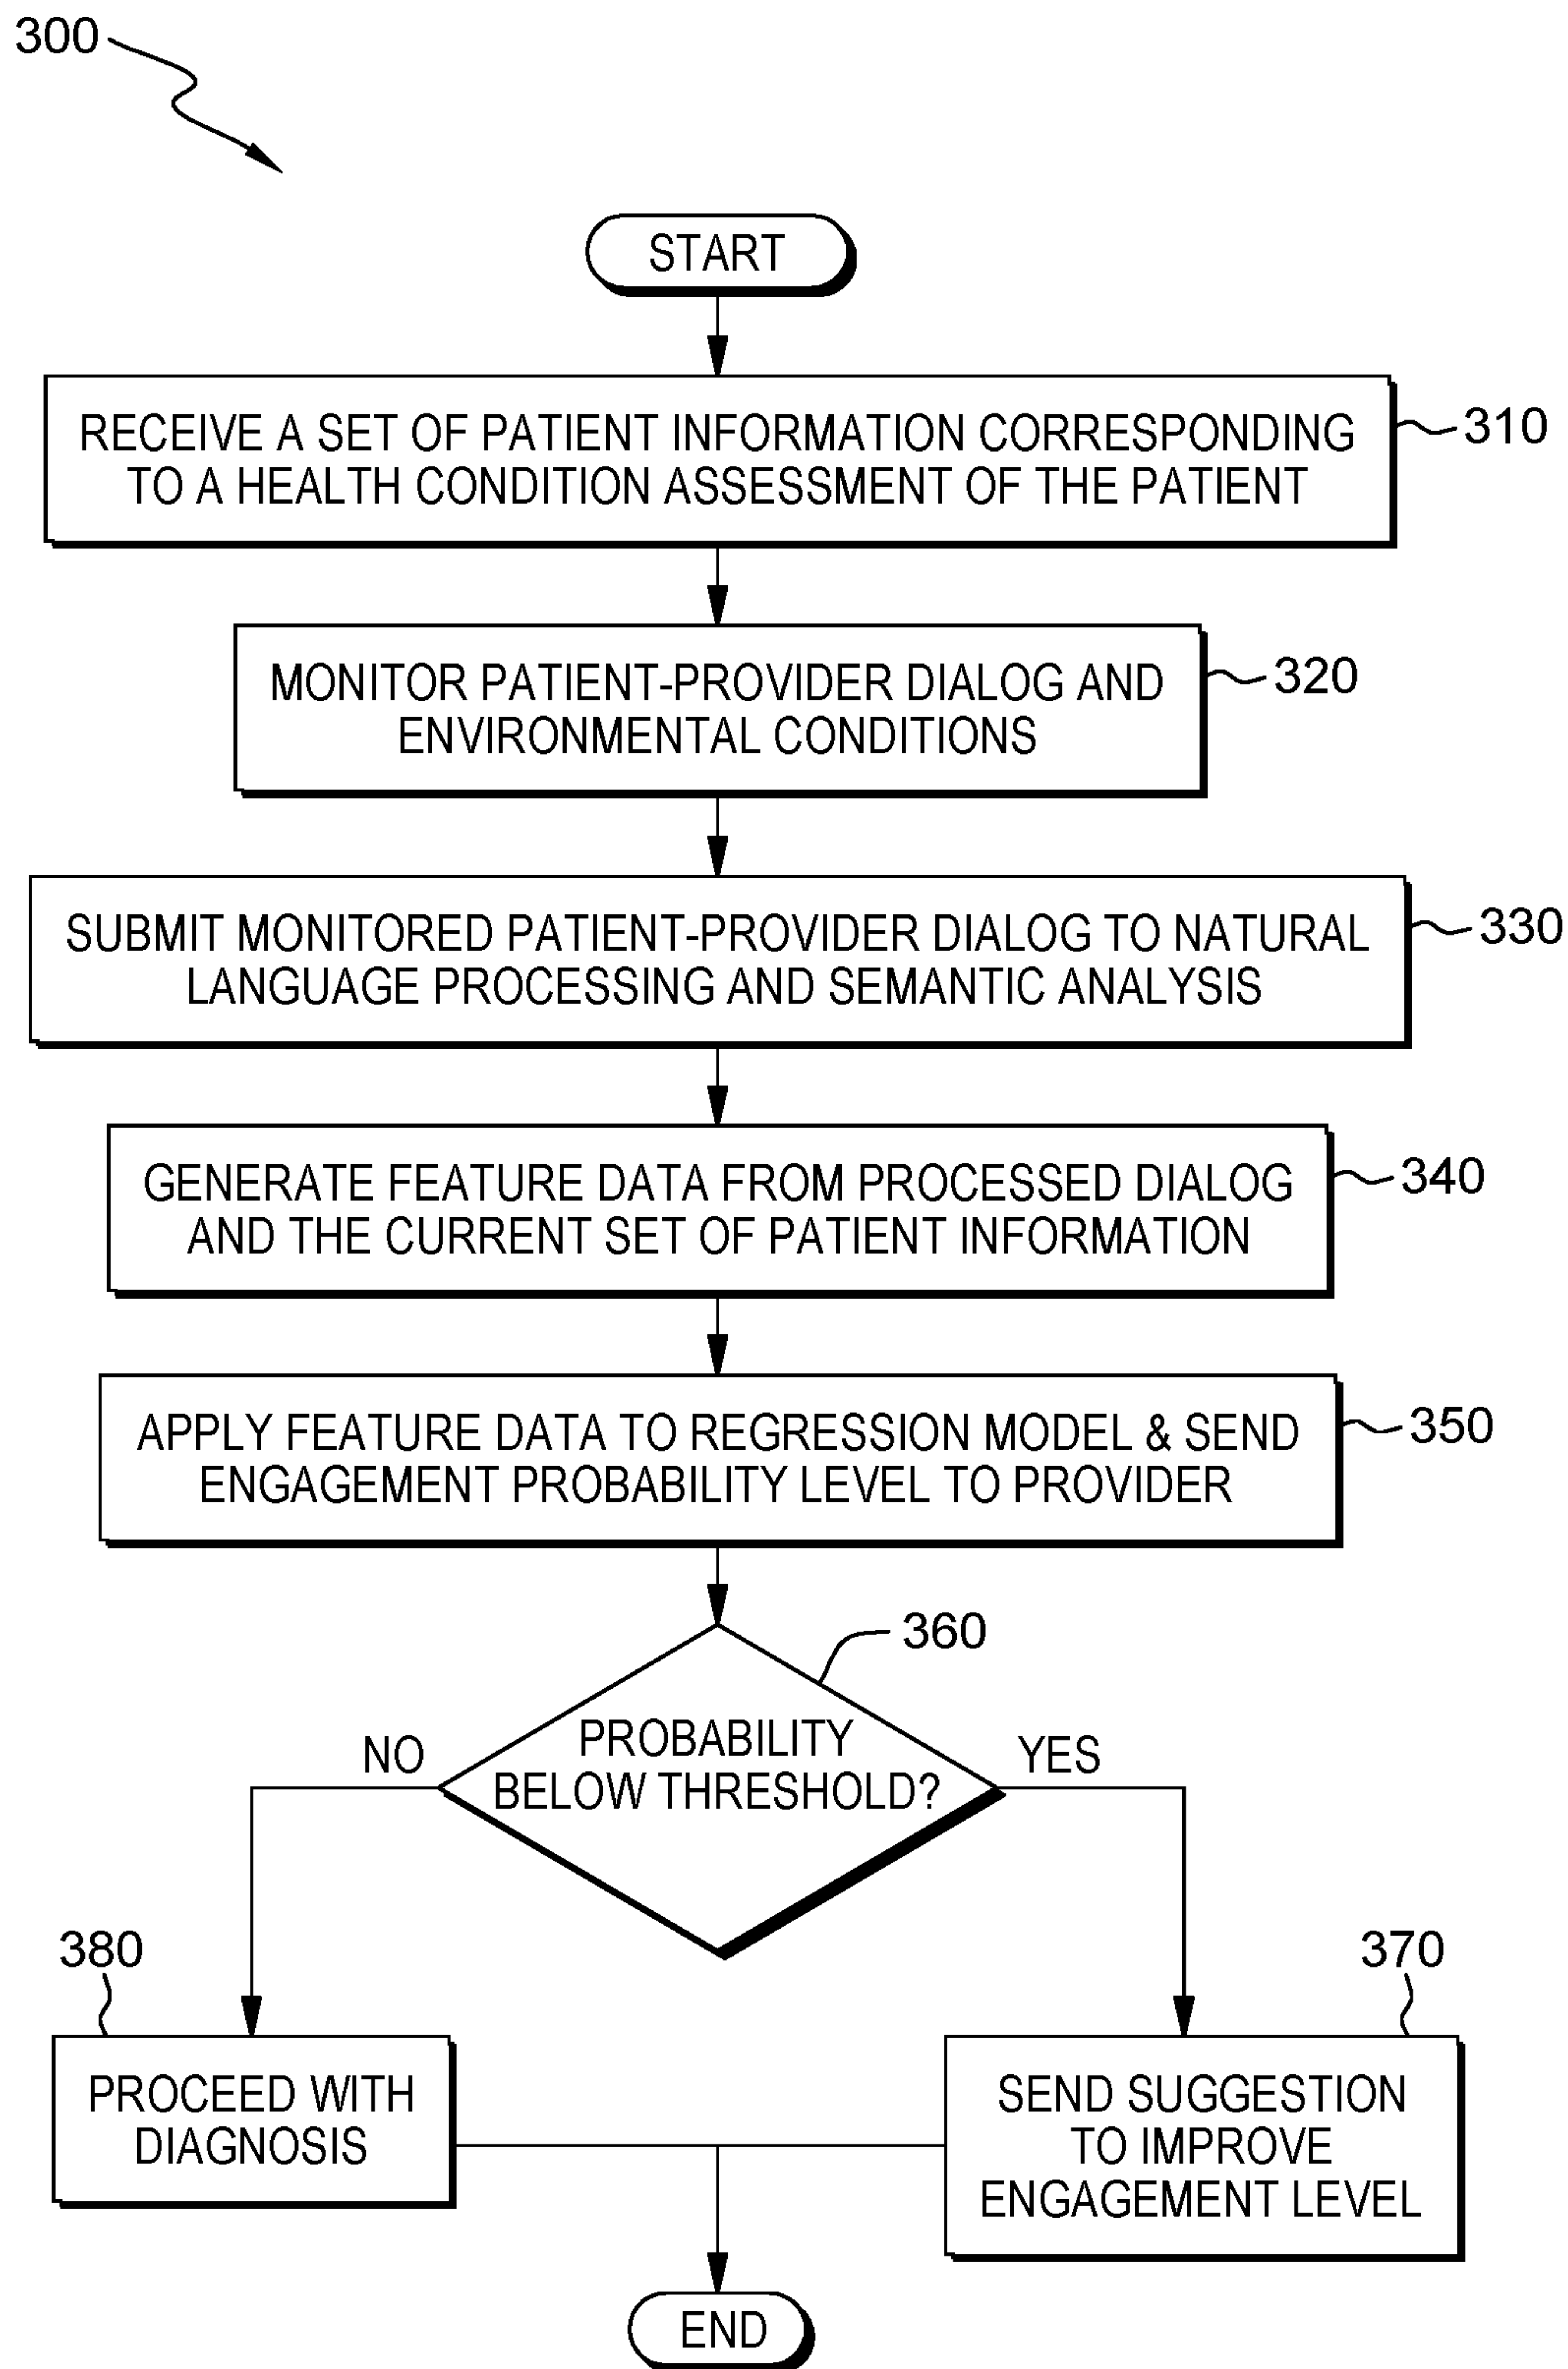 300
START
RECEIVE A SET OF PATIENT INFORMATION CORRESPONDING
TO A HEALTH CONDITION ASSESSMENT OF THE PATIENT
310
MONITOR PATIENT-PROVIDER DIALOG AND
ENVIRONMENTAL CONDITIONS
320
SUBMIT MONITORED PATIENT-PROVIDER DIALOG TO NATURAL
LANGUAGE PROCESSING AND SEMANTIC ANALYSIS
330
GENERATE FEATURE DATA FROM PROCESSED DIALOG
AND THE CURRENT SET OF PATIENT INFORMATION
340
APPLY FEATURE DATA TO REGRESSION MODEL & SEND
ENGAGEMENT PROBABILITY LEVEL TO PROVIDER
350
360
PROBABILITY
BELOW THRESHOLD?
NO
YES
380
PROCEED WITH
DIAGNOSIS
370
SEND SUGGESTION
TO IMPROVE
ENGAGEMENT LEVEL
END